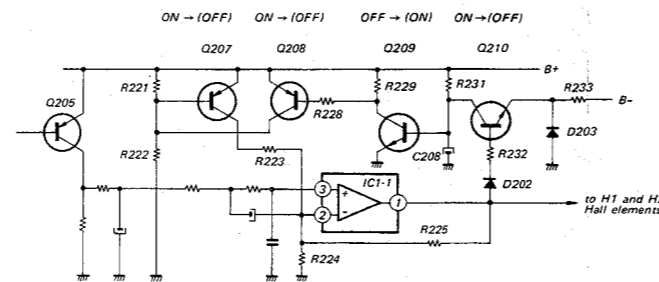 ON → (OFF) ON → (OFF) OFF → (ON) ON → (OFF)
Q207 Q208 Q209 Q210
B+
R221 R229 R231 R233
B−
Q205
R228
D203
R222 C208 R232
R223
IC1-1
D202
3 +
1
2 −
to H1 and H
Hall elements
R225
R224